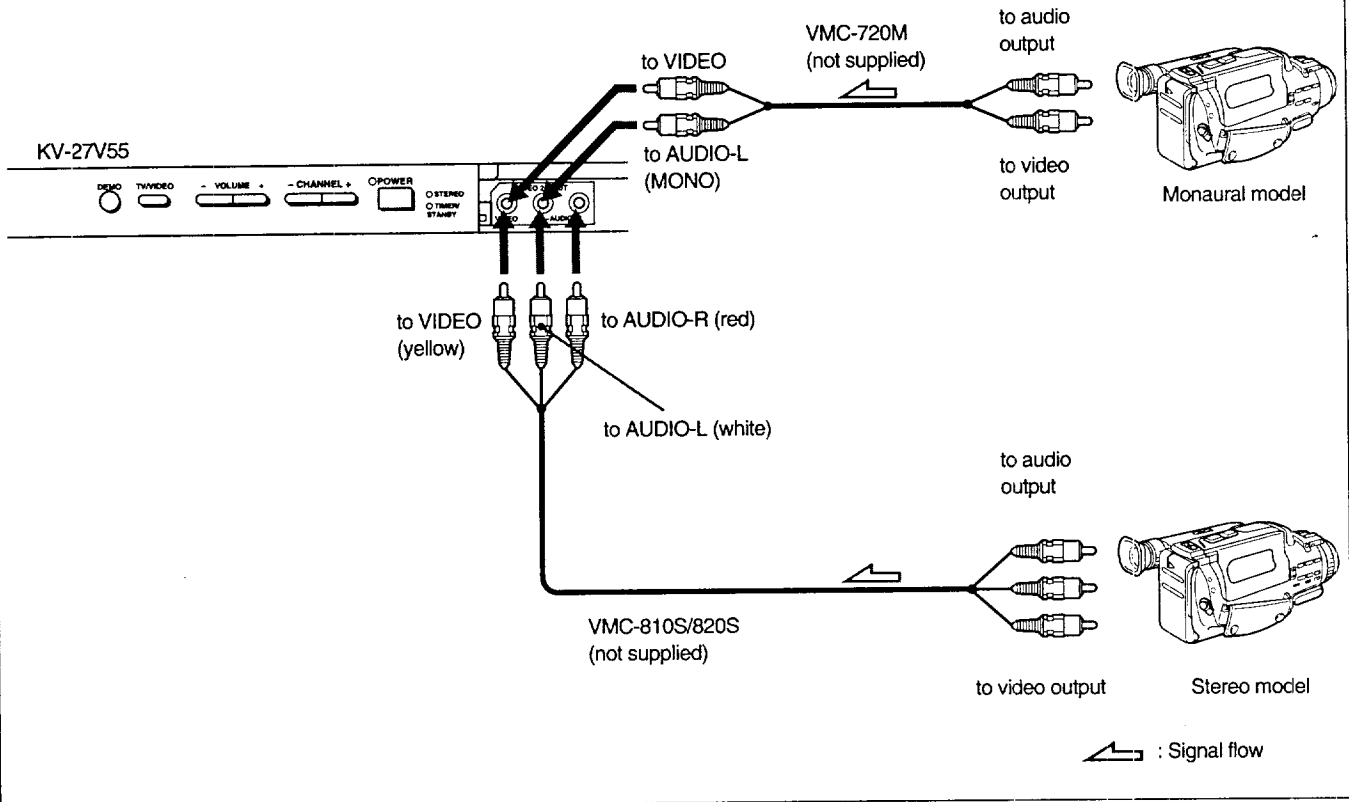 to audio
output
VMC-720M
(not supplied)
to VIDEO
to AUDIO-L
(MONO)
to video
output
Monaural model
KV-27V55
DEMO
TV/VIDEO
– VOLUME +
– CHANNEL +
POWER
STEREO
TIMER/
STANBY
to VIDEO
(yellow)
to AUDIO-R (red)
to AUDIO-L (white)
to audio
output
VMC-810S/820S
(not supplied)
to video output
Stereo model
: Signal flow